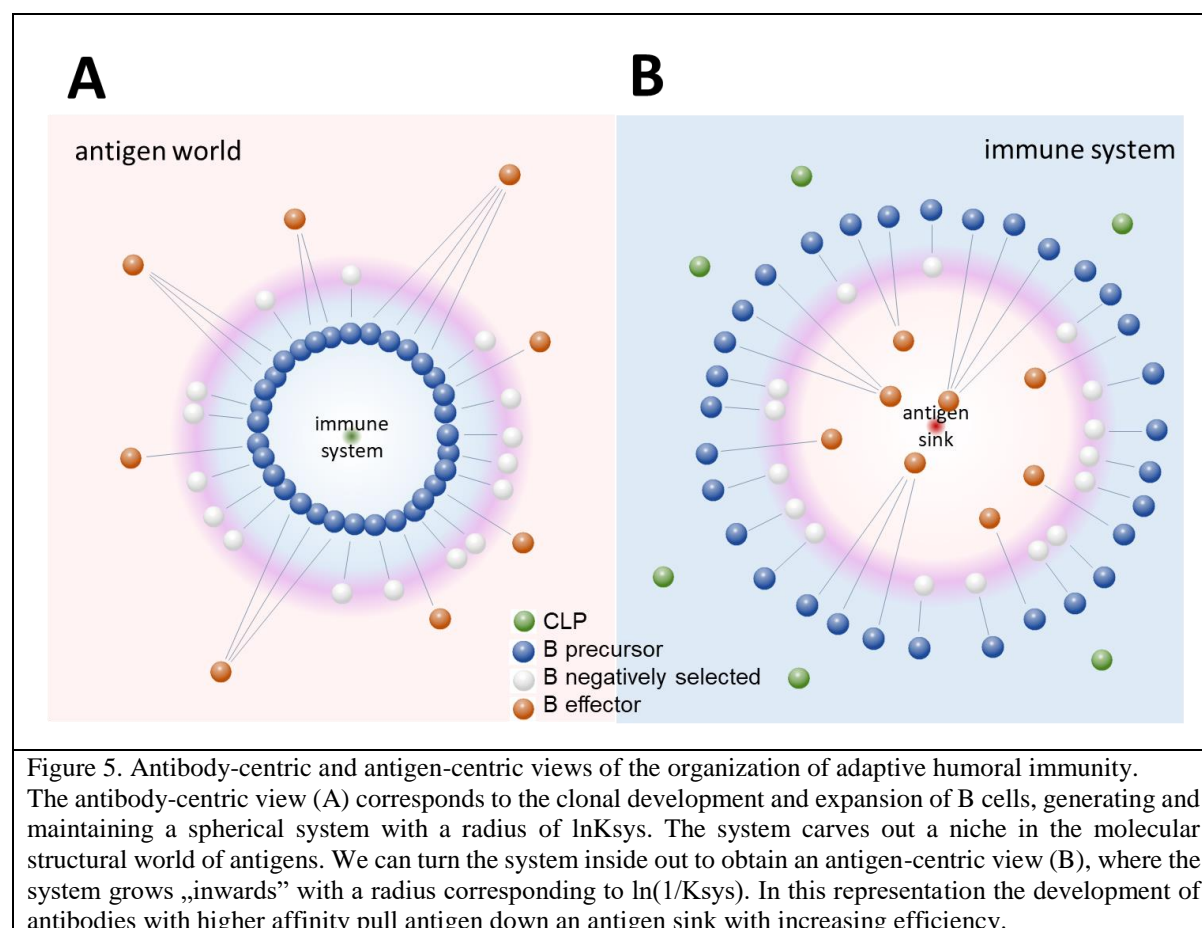 A
B
antigen world
immune system
immune
system
antigen
sink
CLP
B precursor
B negatively selected
B effector
Figure 5. Antibody-centric and antigen-centric views of the organization of adaptive humoral immunity.
The antibody-centric view (A) corresponds to the clonal development and expansion of B cells, generating and
maintaining a spherical system with a radius of lnKsys. The system carves out a niche in the molecular
structural world of antigens. We can turn the system inside out to obtain an antigen-centric view (B), where the
system grows „inwards” with a radius corresponding to ln(1/Ksys). In this representation the development of
antibodies with higher affinity pull antigen down an antigen sink with increasing efficiency.